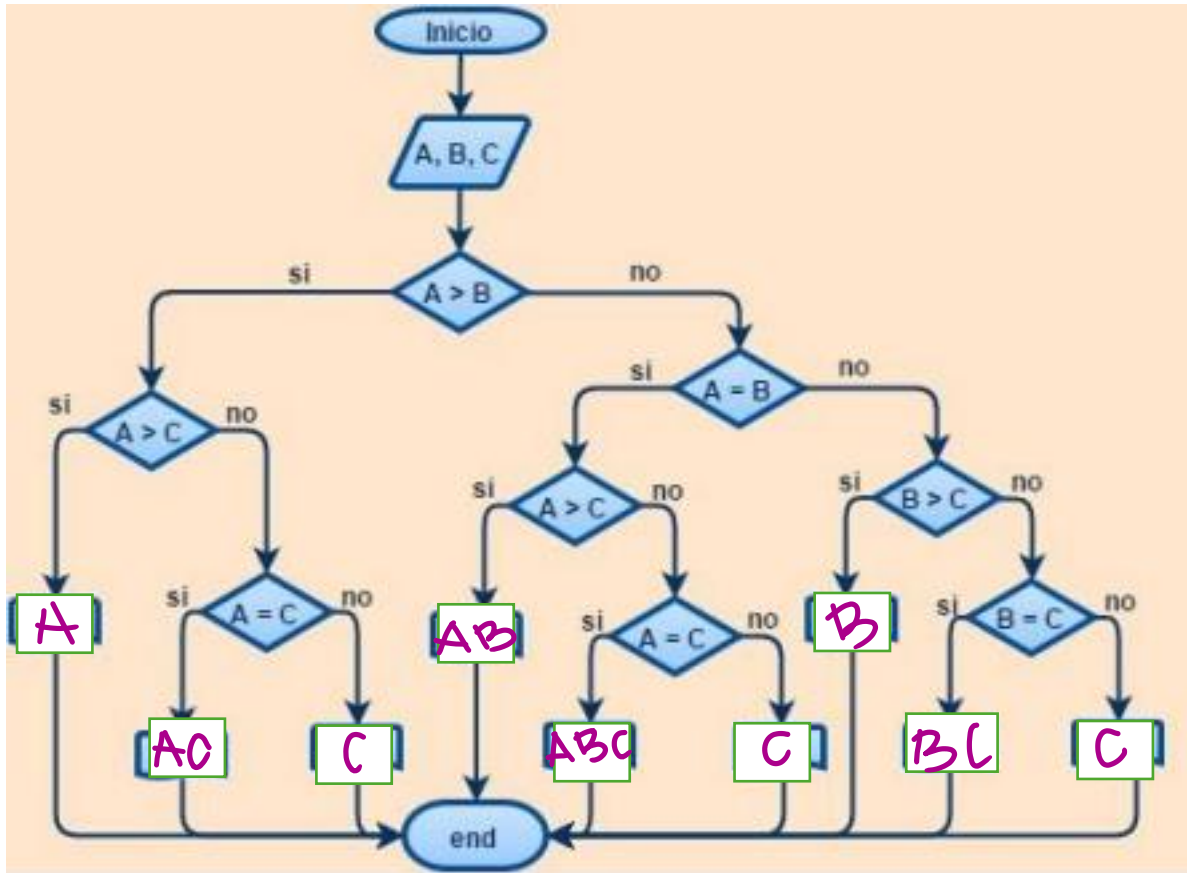 Inicio
A, B, C
si
no
A > B
si
no
A = B
si
no
A > C
si
no
A > C
si
no
B > C
A
si
no
A = C
AB
si
no
A = C
B
si
no
B = C
AC
C
ABC
C
BC
C
end